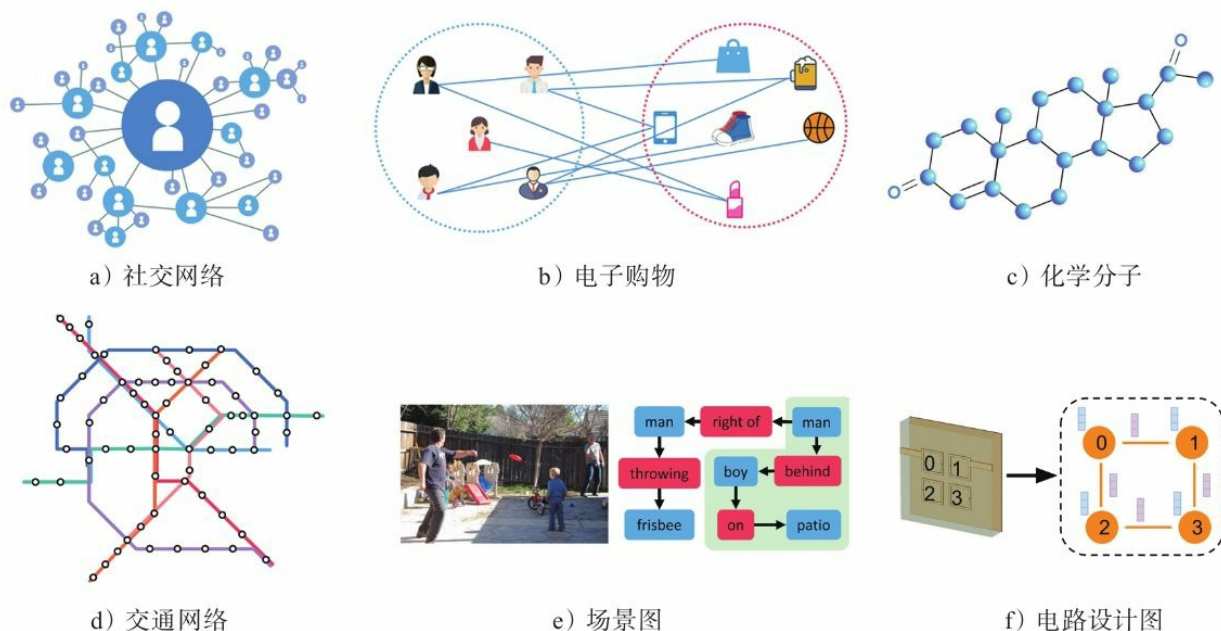 a）社交网络
b）电子购物
O
O
c）化学分子
d）交通网络
man
right of
man
throwing
boy
behind
frisbee
on
patio
e）场景图
0 1
2 3
0
1
2
3
f）电路设计图